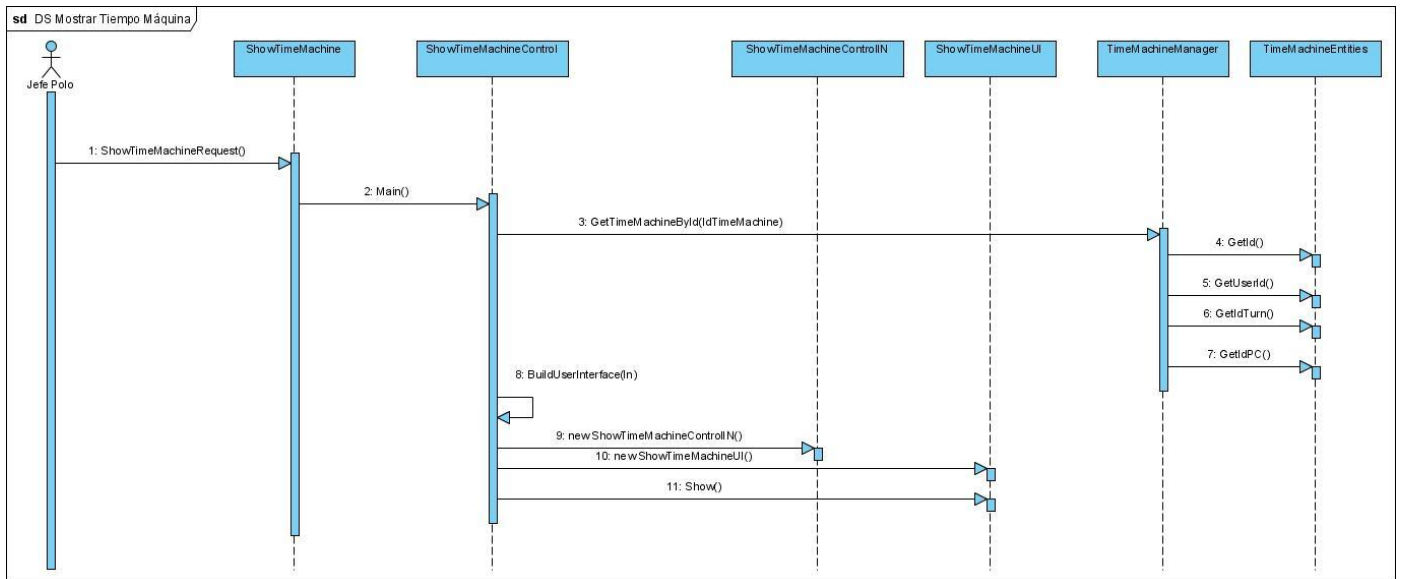 sd DS Mostrar Tiempo Máquina
Jefe Polo
ShowTimeMachine
ShowTimeMachineControl
ShowTimeMachineControlIN
ShowTimeMachineUI
TimeMachineManager
TimeMachineEntities
1: ShowTimeMachineRequest()
2: Main()
3: GetTimeMachineById(IdTimeMachine)
4: GetId()
5: GetUserId()
6: GetIdTurn()
7: GetIdPC()
8: BuildUserInterface(In)
9: newShowTimeMachineControlIN()
10: newShowTimeMachineUI()
11: Show()